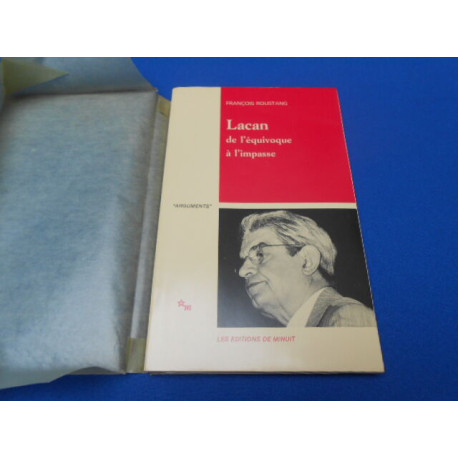 FRANÇOIS ROUSTANG
Lacan
de l'équivoque
à l'impasse
"ARGUMENTS"
LES ÉDITIONS DE MINUIT